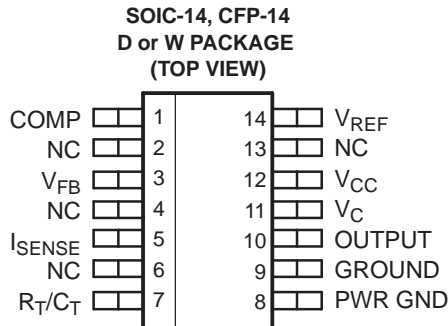 SOIC-14, CFP-14
D or W PACKAGE
(TOP VIEW)
COMP 1 14 VREF
NC 2 13 NC
VFB 3 12 VCC
NC 4 11 VC
ISENSE 5 10 OUTPUT
NC 6 9 GROUND
RT/CT 7 8 PWR GND